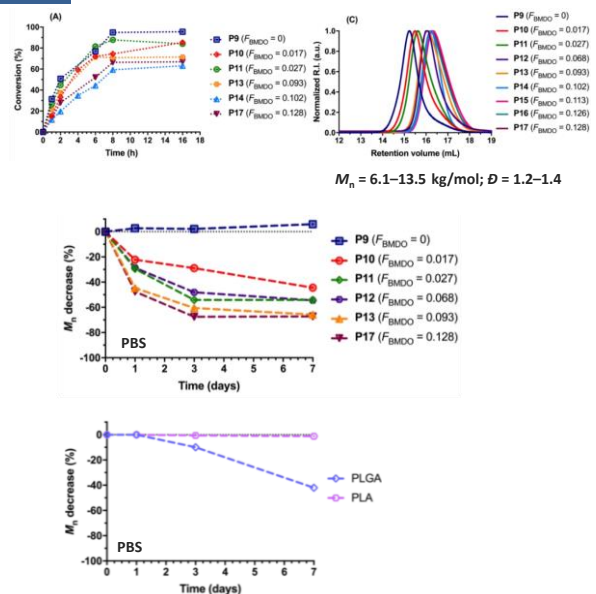 (A)
Conversion (%)
100
80
60
40
20
0
0 2 4 6 8 10 12 14 16 18
Time (h)
P9 (FBMDO = 0)
P10 (FBMDO = 0.017)
P11 (FBMDO = 0.027)
P13 (FBMDO = 0.093)
P14 (FBMDO = 0.102)
P17 (FBMDO = 0.128)
(C)
Normalized R.I. (a.u.)
1.0
0.8
0.6
0.4
0.2
0.0
12 13 14 15 16 17 18 19
Retention volume (mL)
P9 (FBMDO = 0)
P10 (FBMDO = 0.017)
P11 (FBMDO = 0.027)
P12 (FBMDO = 0.068)
P13 (FBMDO = 0.093)
P14 (FBMDO = 0.102)
P15 (FBMDO = 0.113)
P16 (FBMDO = 0.126)
P17 (FBMDO = 0.128)
Mn = 6.1–13.5 kg/mol; Đ = 1.2–1.4
Mn decrease (%)
20
0
-20
-40
-60
-80
-100
PBS
0 1 2 3 4 5 6 7
Time (days)
P9 (FBMDO = 0)
P10 (FBMDO = 0.017)
P11 (FBMDO = 0.027)
P12 (FBMDO = 0.068)
P13 (FBMDO = 0.093)
P17 (FBMDO = 0.128)
Mn decrease (%)
0
-20
-40
-60
-80
-100
PBS
0 1 2 3 4 5 6 7
Time (days)
PLGA
PLA